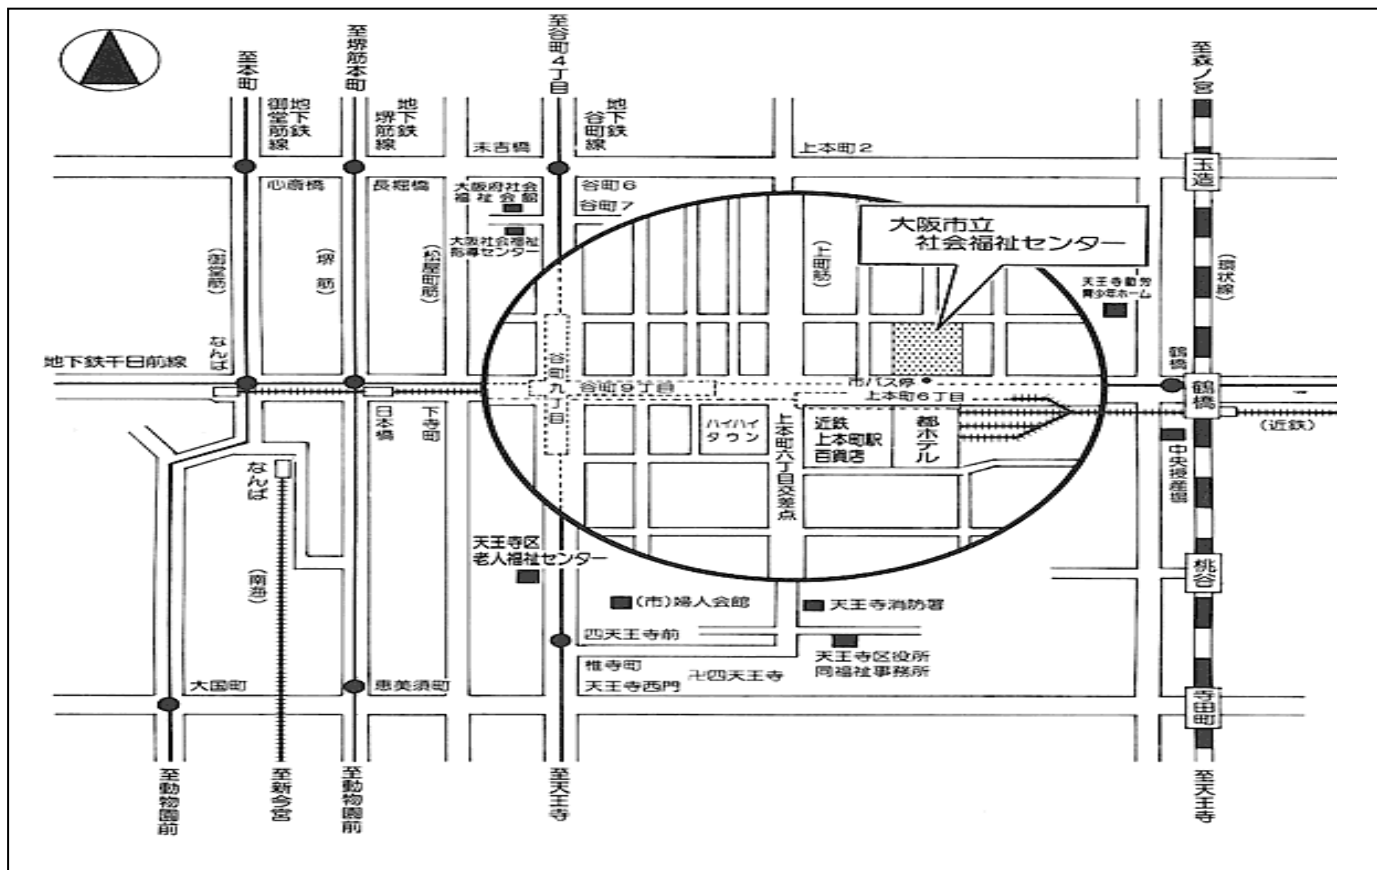 至本町
至堺筋本町
至谷町4丁目
至森ノ宮
地下鉄
御堂筋線
地下鉄
堺筋線
地下鉄
谷町線
末吉橋
上本町2
玉造
心斎橋
長堀橋
大阪府社会
福祉会館
谷町6
谷町7
大阪社会福祉
指導センター
大阪市立
社会福祉センター
(御堂筋)
(堺筋)
(松屋町筋)
(上町筋)
(環状線)
天王寺勤労
青少年ホーム
地下鉄千日前線
なんば
谷町九丁目
谷町9丁目
市バス停
上本町6丁目
鶴橋
鶴橋
(近鉄)
日本橋
下寺町
ハイハイ
タウン
上本町六丁目交差点
近鉄
上本町駅
百貨店
都ホテル
中央授産場
なんば
(南海)
天王寺区
老人福祉センター
桃谷
(市)婦人会館
天王寺消防署
四天王寺前
天王寺区役所
同福祉事務所
椎寺町
卍四天王寺
天王寺西門
大国町
恵美須町
寺田町
至動物園前
至新今宮
至動物園前
至天王寺
至天王寺